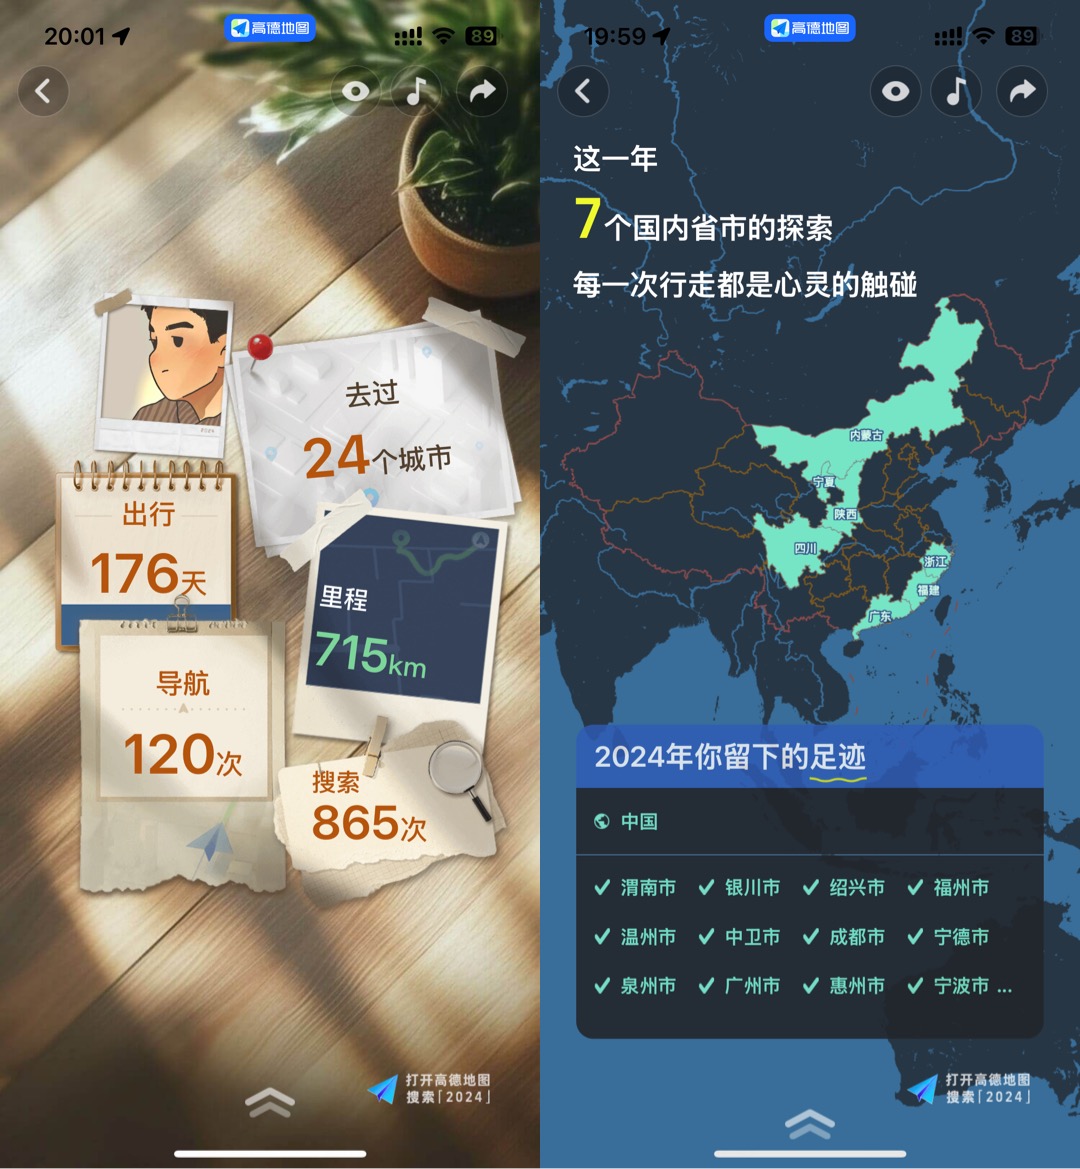 20:01
高德地图
89
去过
24个城市
出行
176天
里程
715km
导航
120次
搜索
865次
打开高德地图
搜索「2024」
19:59
高德地图
89
这一年
7个国内省市的探索
每一次行走都是心灵的触碰
内蒙古
宁夏
陕西
四川
浙江
福建
广东
2024年你留下的足迹
中国
渭南市 银川市 绍兴市 福州市
温州市 中卫市 成都市 宁德市
泉州市 广州市 惠州市 宁波市 ...
打开高德地图
搜索「2024」